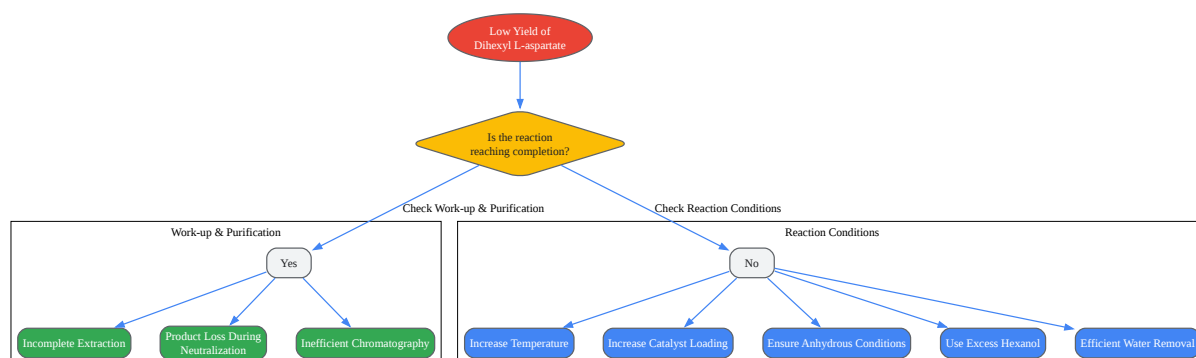 Low Yield of
Dihexyl L-aspartate
Is the reaction
reaching completion?
Check Work-up & Purification
Check Reaction Conditions
Work-up & Purification
Reaction Conditions
Yes
No
Incomplete Extraction
Product Loss During
Neutralization
Inefficient Chromatography
Increase Temperature
Increase Catalyst Loading
Ensure Anhydrous Conditions
Use Excess Hexanol
Efficient Water Removal